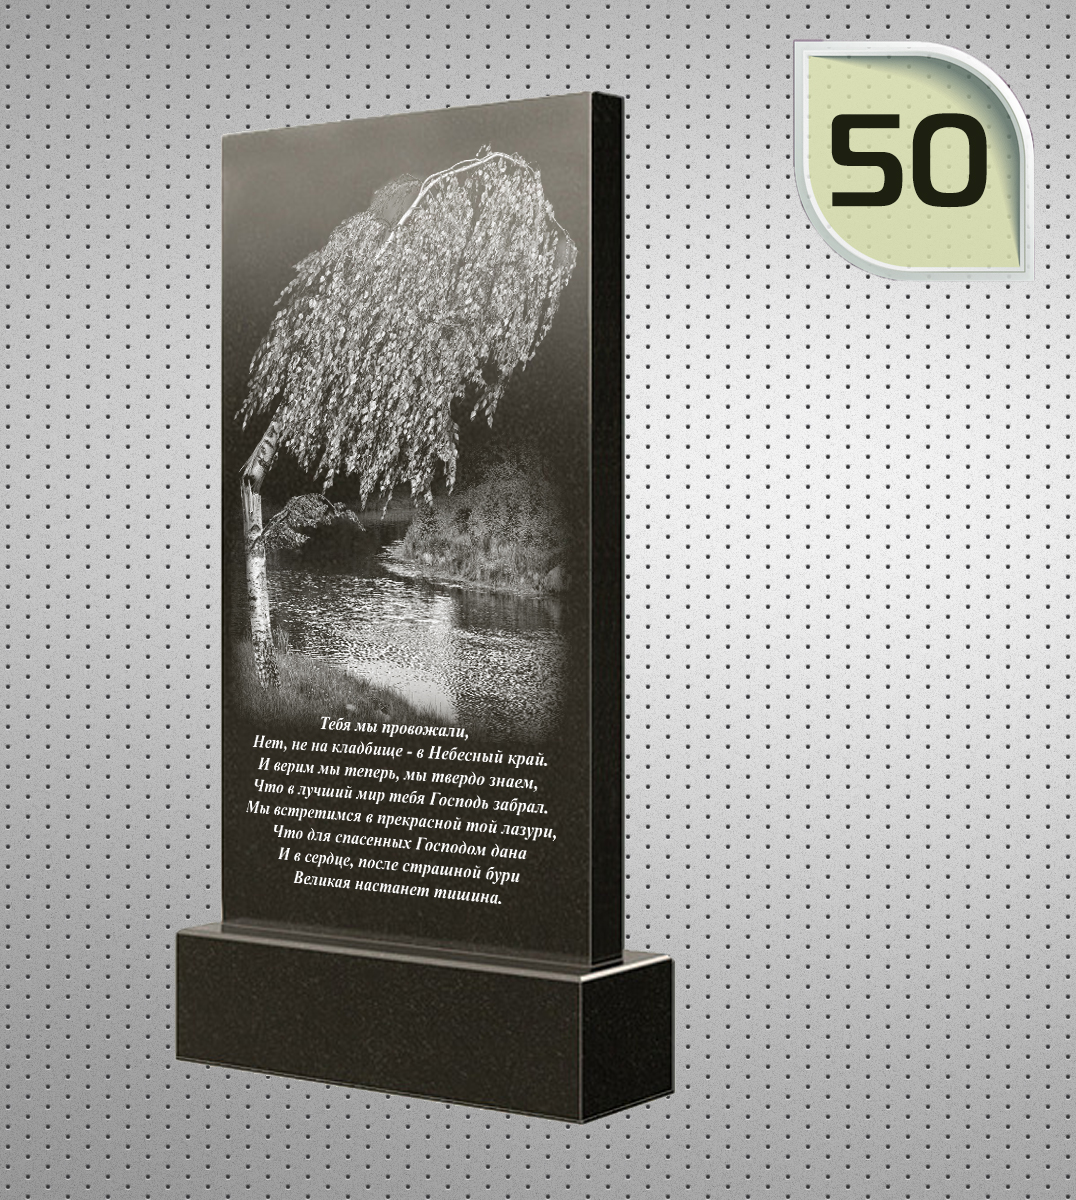 50
Тебя мы провожали,
Нет, не на кладбище - в Небесный край.
И верим мы теперь, мы твердо знаем,
Что в лучший мир тебя Господь забрал.
Мы встретимся в прекрасной той лазури,
Что для спасенных Господом дана
И в сердце, после страшной бури
Великая настанет тишина.